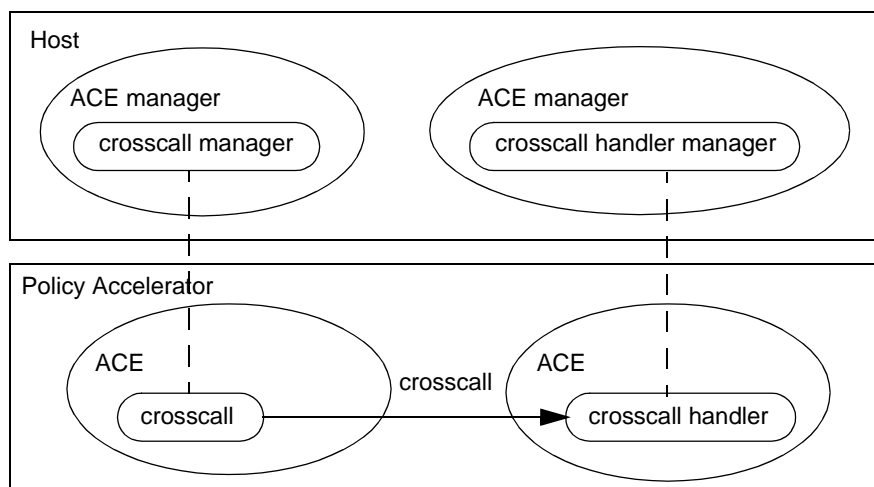 Host
ACE manager
crosscall manager
ACE manager
crosscall handler manager
Policy Accelerator
ACE
crosscall
crosscall
ACE
crosscall handler